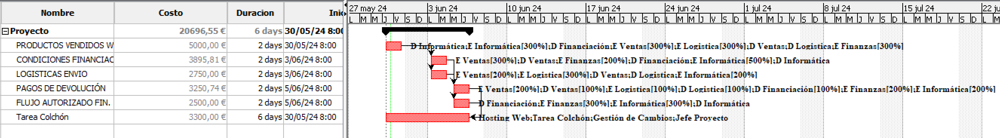 Nombre Costo Duracion Inic 27 may 24 3 jun 24 10 jun 24 17 jun 24 24 jun 24 1 jul 24 8 jul 24 15 jul 24 22 ju
L M M J V S D L M M J V S D L M M J V S D L M M J V S D L M M J V S D L M M J V S D L M M J V S D L M M J V S D L M
Proyecto 20696,55 € 6 days 30/05/24 8:00
PRODUCTOS VENDIDOS W 5000,00 € 2 days 30/05/24 8:00 D Informática;E Informática[300%];D Financiación;E Ventas[300%];E Logistica[300%];D Ventas;D Logistica;E Finanzas[300%]
CONDICIONES FINANCIAC 3895,81 € 2 days 3/06/24 8:00 E Ventas[300%];D Ventas;E Finanzas[200%];D Financiación;E Informática[500%];D Informática
LOGISTICAS ENVIO 2750,00 € 2 days 3/06/24 8:00 E Ventas[200%];E Logistica[300%];D Ventas;D Logistica;E Informática[200%]
PAGOS DE DEVOLUCIÓN 3250,74 € 2 days 5/06/24 8:00 E Ventas[200%];D Ventas[100%];E Logistica[100%];D Logistica[100%];D Financiación[100%];E Finanzas[200%];E Informática[200%]
FLUJO AUTORIZADO FIN. 2500,00 € 2 days 5/06/24 8:00 D Financiación;E Finanzas[300%];E Informática[300%];D Informática
Tarea Colchón 3300,00 € 6 days 30/05/24 8:00 Hosting Web;Tarea Colchón;Gestión de Cambios;Jefe Proyecto